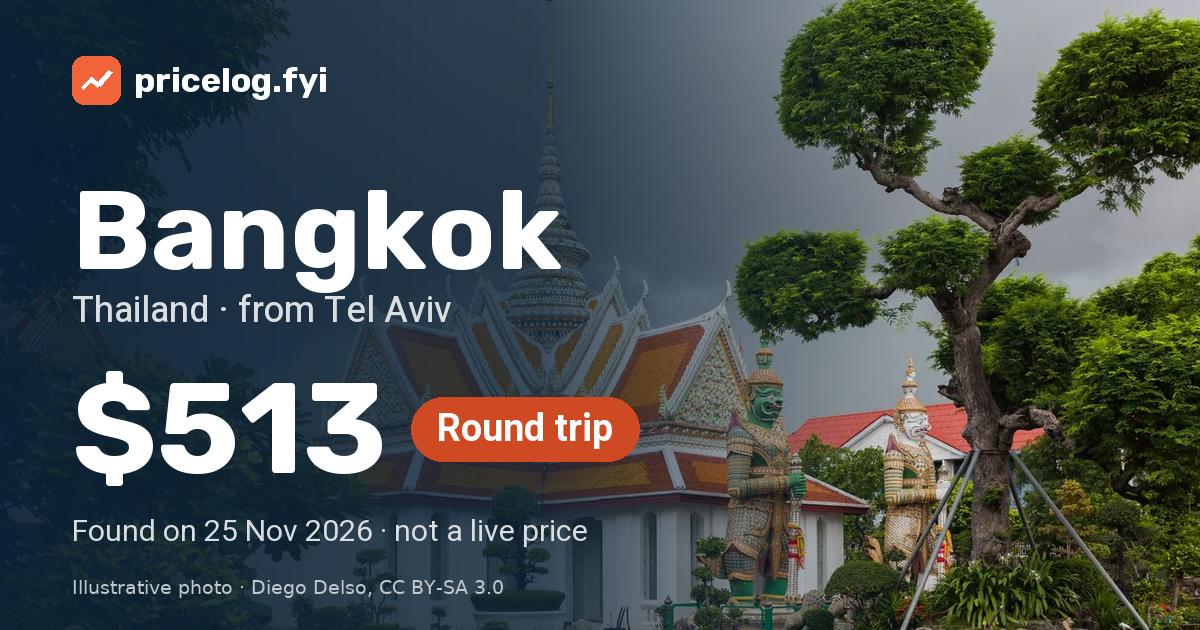 pricelog.fyi
Bangkok
Thailand · from Tel Aviv
$513 Round trip
Found on 25 Nov 2026 · not a live price
Illustrative photo · Diego Delso, CC BY-SA 3.0